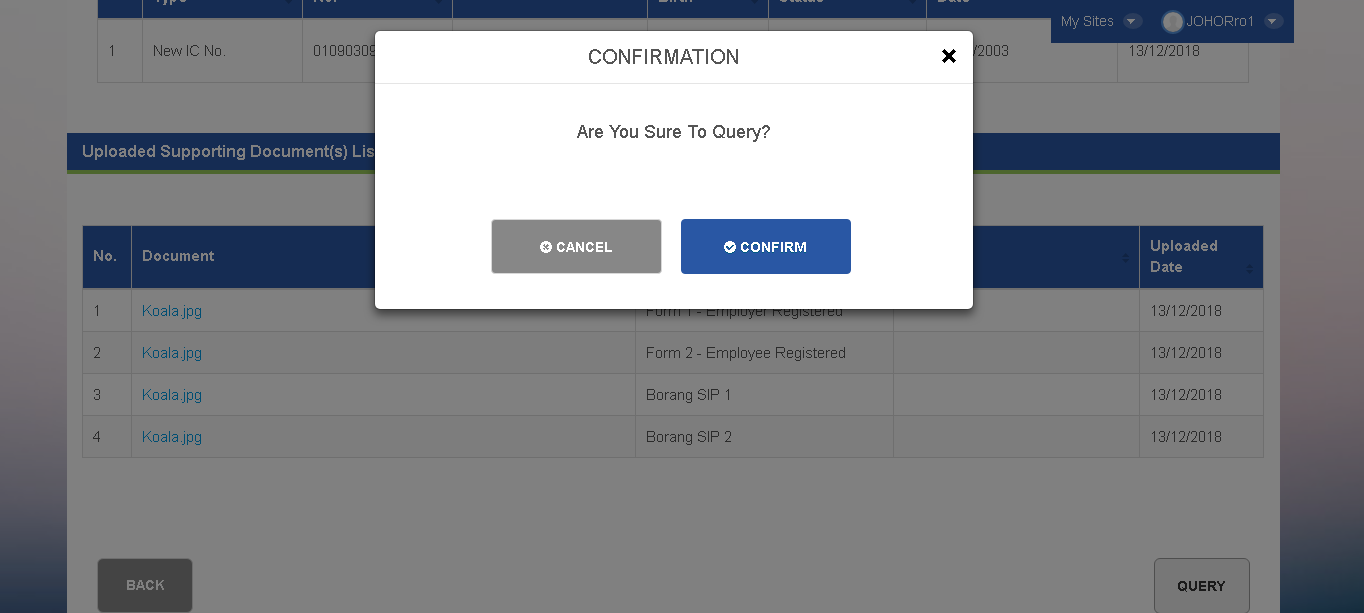 Type No. Birth Status Date
My Sites JOHORro1
1 New IC No. 01090309 /2003 13/12/2018
CONFIRMATION
Are You Sure To Query?
CANCEL CONFIRM
Uploaded Supporting Document(s) Lis
No. Document Uploaded
Date
1 Koala.jpg Form 1 - Employer Registered 13/12/2018
2 Koala.jpg Form 2 - Employee Registered 13/12/2018
3 Koala.jpg Borang SIP 1 13/12/2018
4 Koala.jpg Borang SIP 2 13/12/2018
BACK QUERY